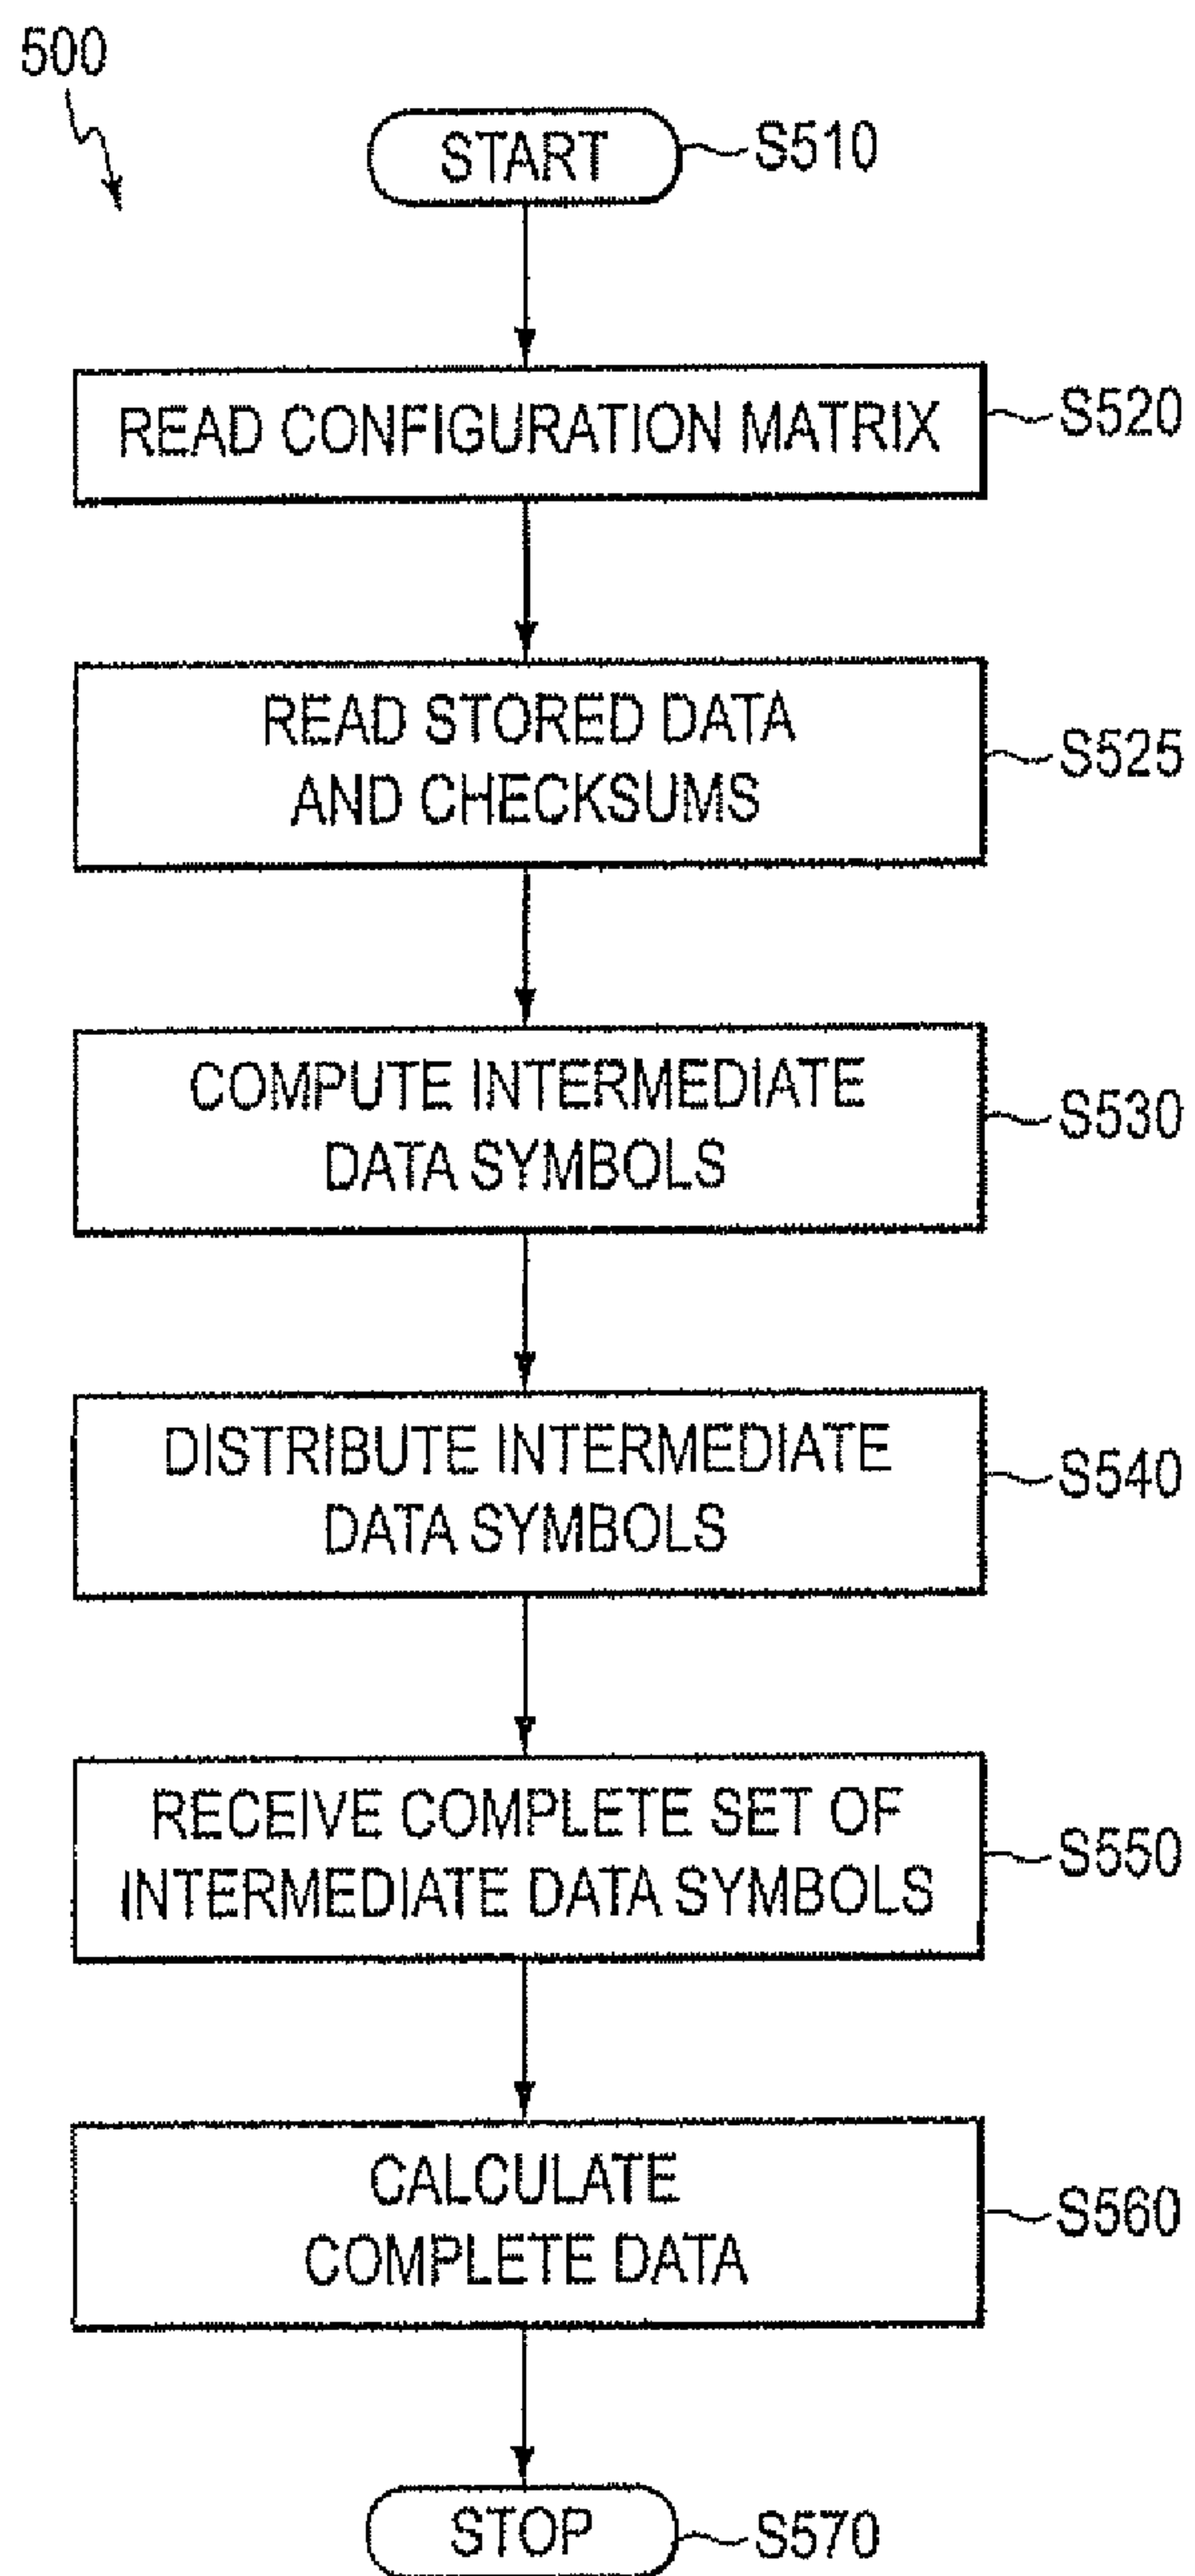 500
START
S510
READ CONFIGURATION MATRIX
S520
READ STORED DATA
AND CHECKSUMS
S525
COMPUTE INTERMEDIATE
DATA SYMBOLS
S530
DISTRIBUTE INTERMEDIATE
DATA SYMBOLS
S540
RECEIVE COMPLETE SET OF
INTERMEDIATE DATA SYMBOLS
S550
CALCULATE
COMPLETE DATA
S560
STOP
S570